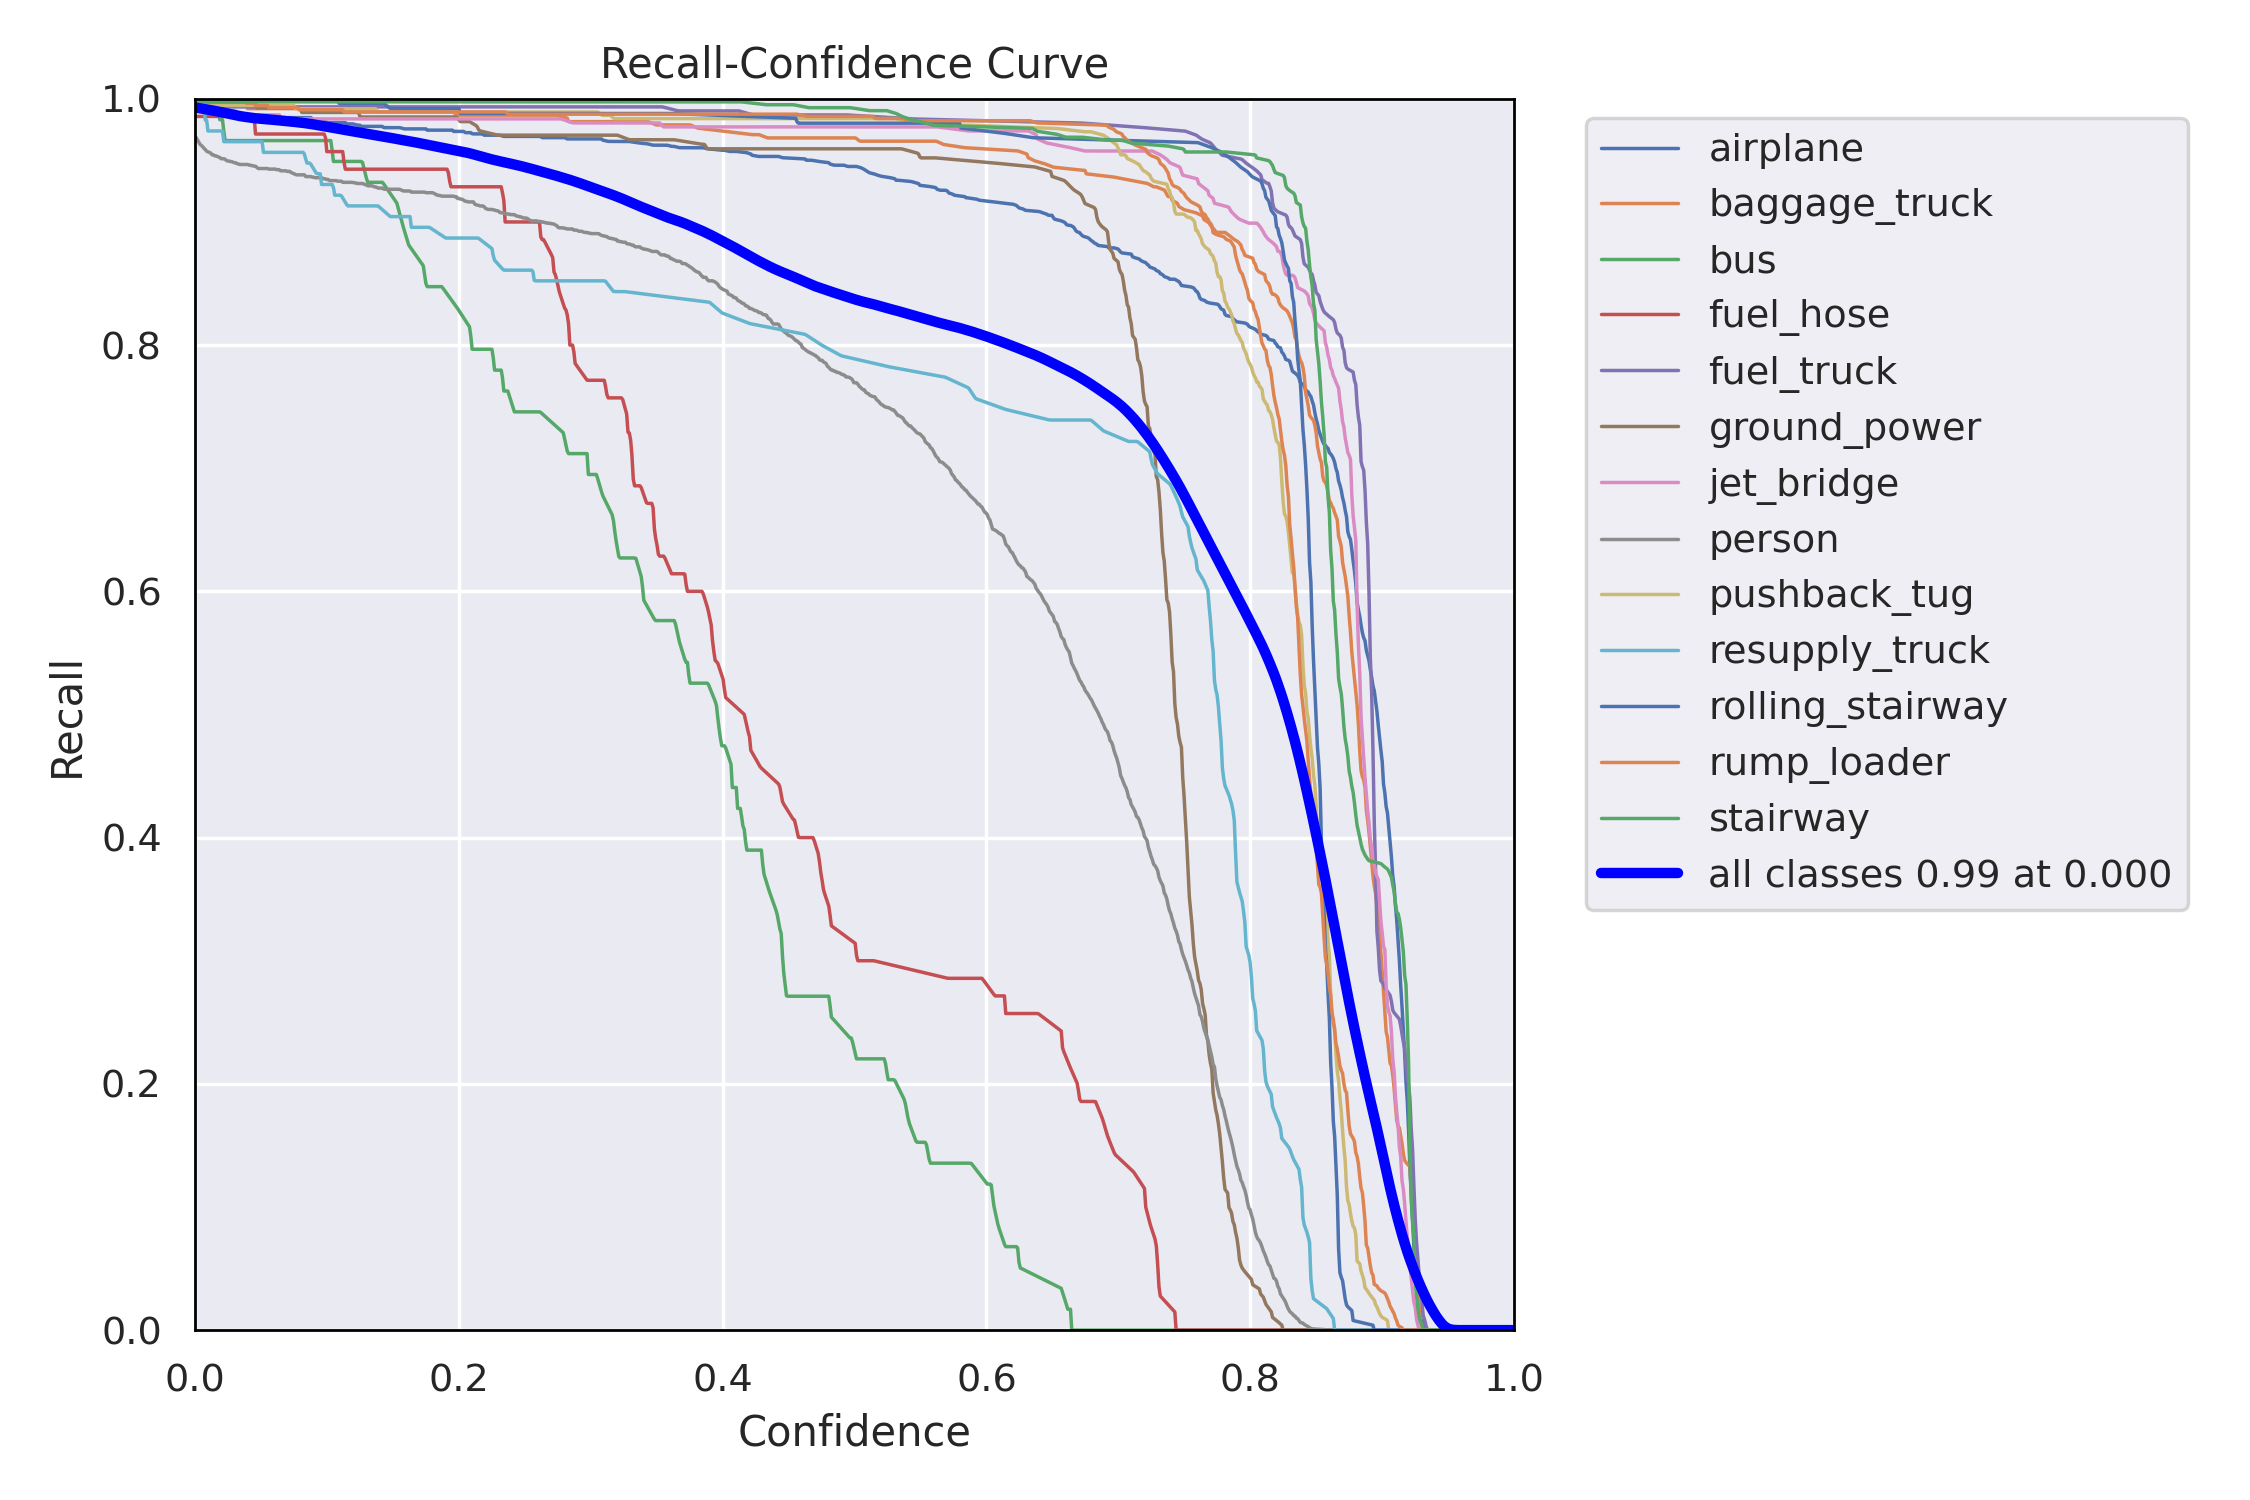 Recall-Confidence Curve
1.0
0.8
0.6
0.4
0.2
0.0
Recall
0.0 0.2 0.4 0.6 0.8 1.0
Confidence
airplane
baggage_truck
bus
fuel_hose
fuel_truck
ground_power
jet_bridge
person
pushback_tug
resupply_truck
rolling_stairway
rump_loader
stairway
all classes 0.99 at 0.000